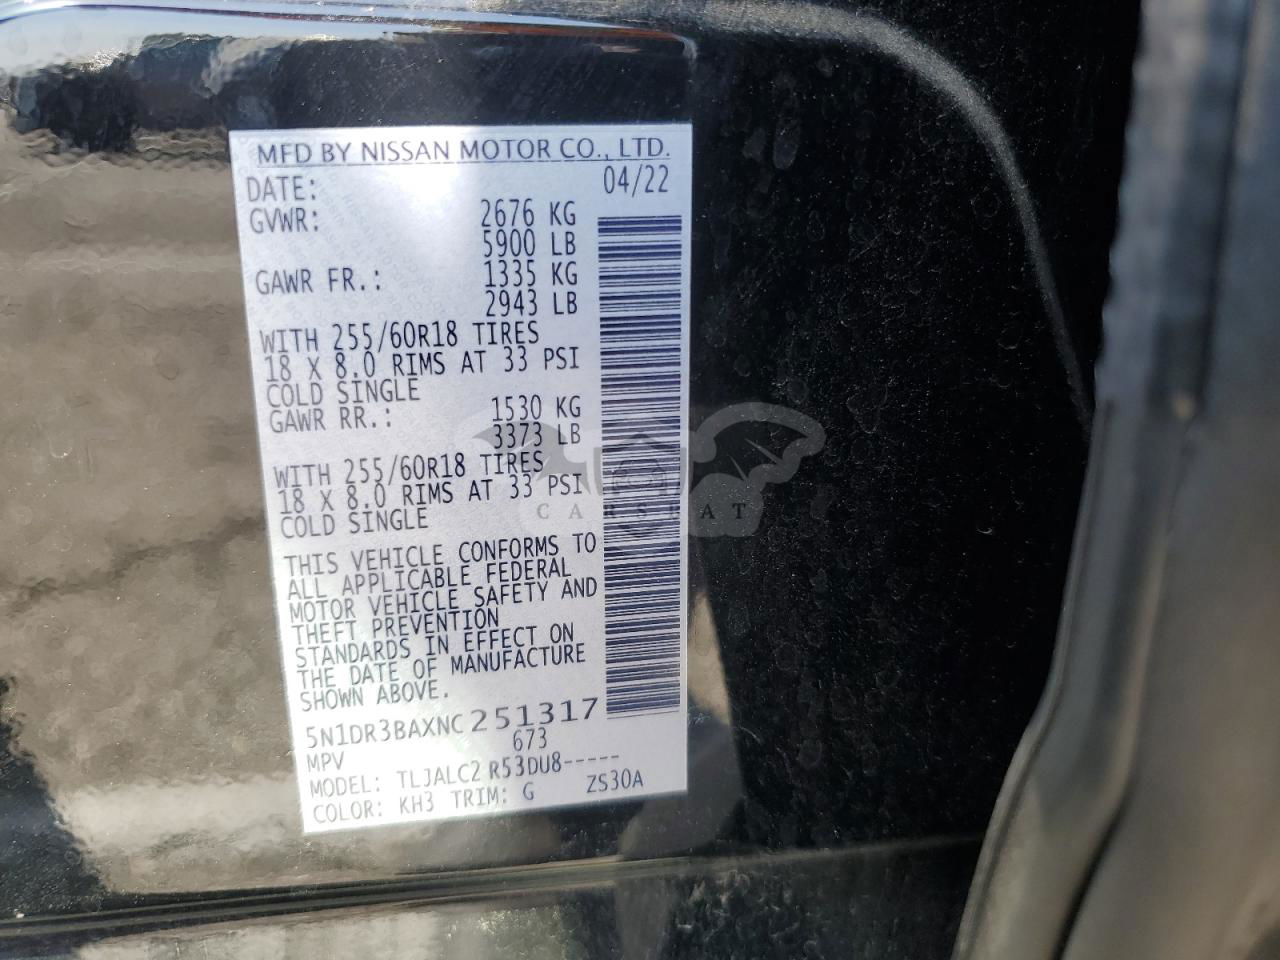 MFD BY NISSAN MOTOR CO., LTD.
DATE: 04/22
GVWR: 2676 KG
5900 LB
GAWR FR.: 1335 KG
2943 LB
WITH 255/60R18 TIRES
18 X 8.0 RIMS AT 33 PSI
COLD SINGLE
GAWR RR.: 1530 KG
3373 LB
WITH 255/60R18 TIRES
18 X 8.0 RIMS AT 33 PSI
COLD SINGLE
THIS VEHICLE CONFORMS TO
ALL APPLICABLE FEDERAL
MOTOR VEHICLE SAFETY AND
THEFT PREVENTION
STANDARDS IN EFFECT ON
THE DATE OF MANUFACTURE
SHOWN ABOVE.
5N1DR3BAXNC251317
MPV 673
MODEL: TLJALC2 R53DU8-----
COLOR: KH3 TRIM: G ZS30A
CARSBAT